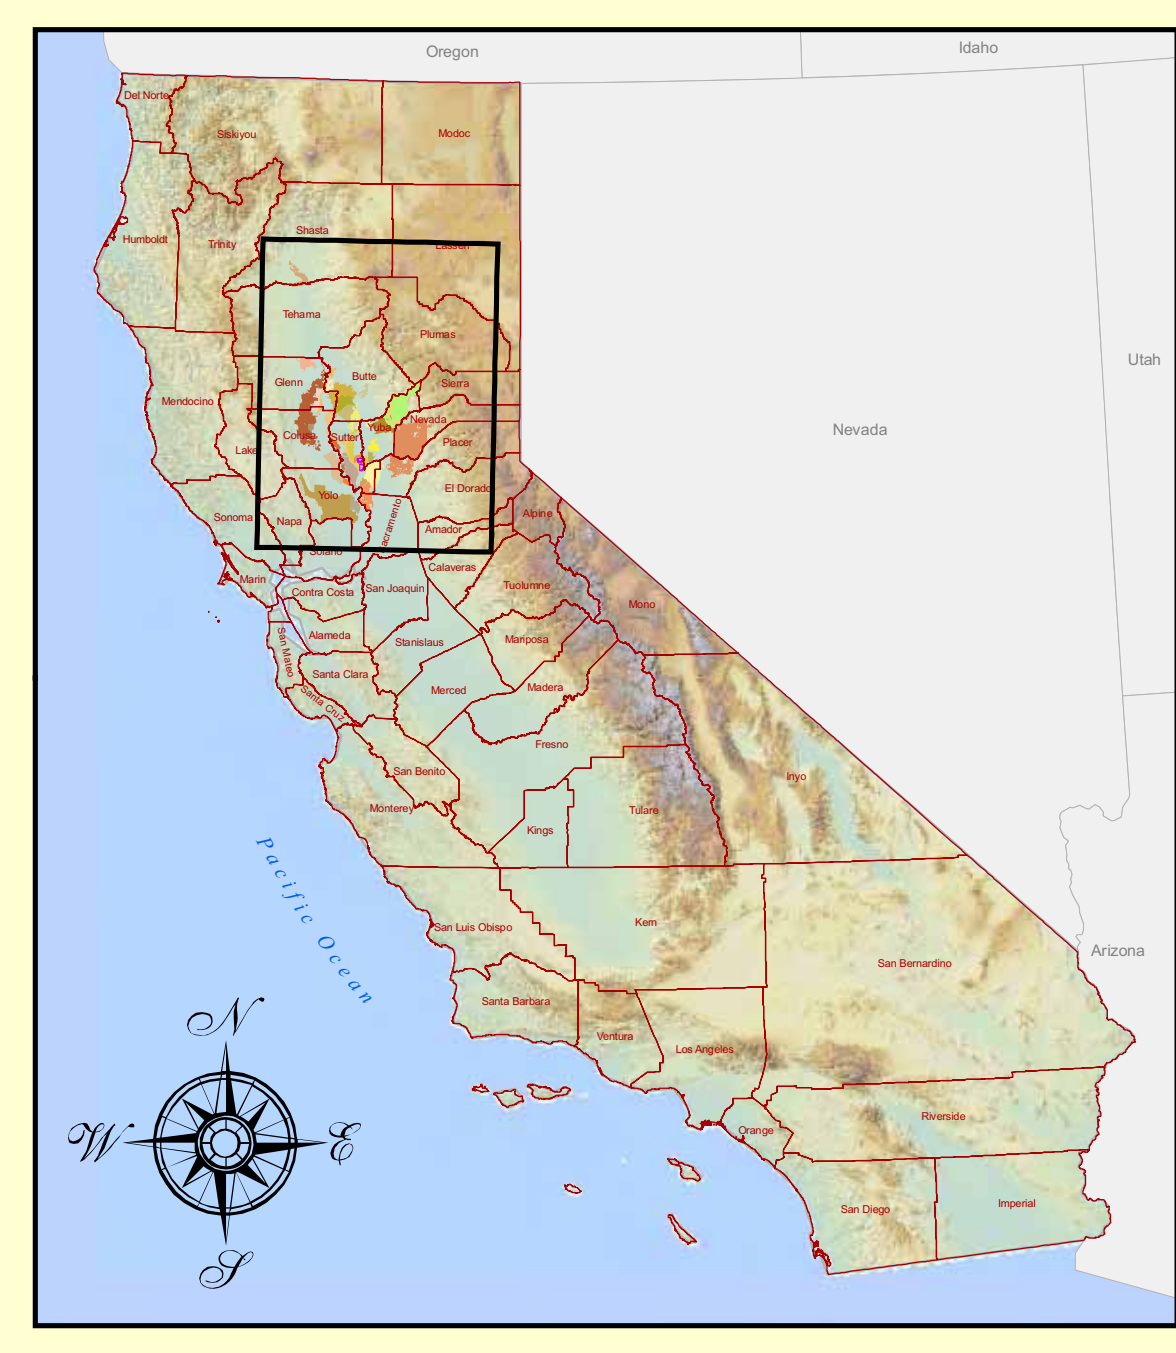 Oregon
Idaho
Del Norte
Siskiyou
Modoc
Shasta
Humboldt
Trinity
Lassen
Tehama
Plumas
Utah
Glenn
Butte
Sierra
Mendocino
Nevada
Yuba
Nevada
Colusa
Sutter
Placer
Lake
El Dorado
Yolo
Sonoma
Napa
Sacramento
Amador
Alpine
Solano
Calaveras
Marin
Contra Costa
San Joaquin
Tuolumne
Mono
San Mateo
Alameda
Stanislaus
Mariposa
Santa Clara
Merced
Madera
Santa Cruz
Fresno
San Benito
Inyo
Monterey
Tulare
Kings
Pacific Ocean
San Luis Obispo
Kern
Arizona
San Bernardino
Santa Barbara
Ventura
Los Angeles
N
W
E
S
Riverside
Orange
San Diego
Imperial